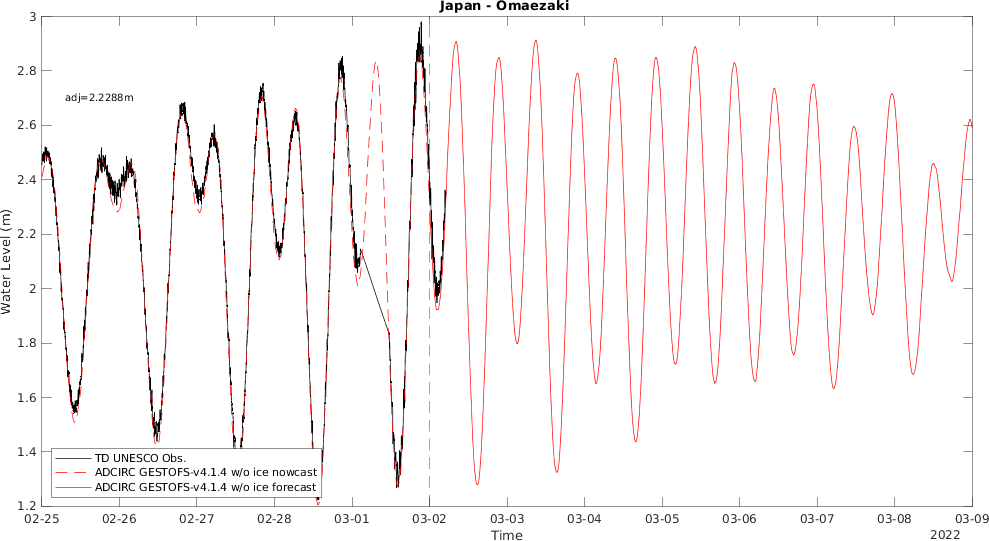 Japan - Omaezaki
3
2.8
2.6
2.4
2.2
2
1.8
1.6
1.4
1.2
Water Level (m)
adj=2.2288m
TD UNESCO Obs.
ADCIRC GESTOFS-v4.1.4 w/o ice nowcast
ADCIRC GESTOFS-v4.1.4 w/o ice forecast
02-25 02-26 02-27 02-28 03-01 03-02 03-03 03-04 03-05 03-06 03-07 03-08 03-09
Time
2022